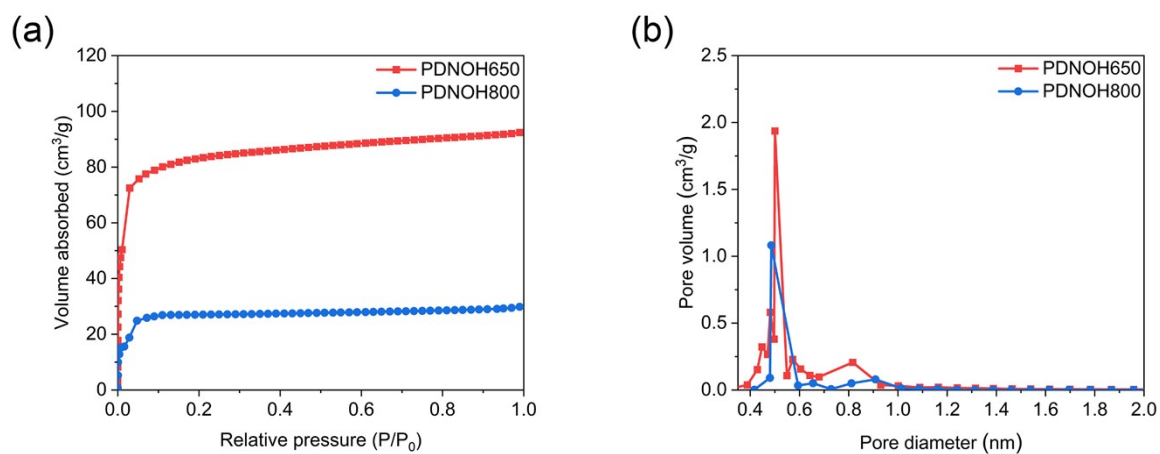 (a)
120
100
80
60
40
20
0
Volume absorbed (cm³/g)
PDNOH650
PDNOH800
0.0 0.2 0.4 0.6 0.8 1.0
Relative pressure (P/P₀)
(b)
2.5
2.0
1.5
1.0
0.5
0.0
Pore volume (cm³/g)
PDNOH650
PDNOH800
0.4 0.6 0.8 1.0 1.2 1.4 1.6 1.8 2.0
Pore diameter (nm)